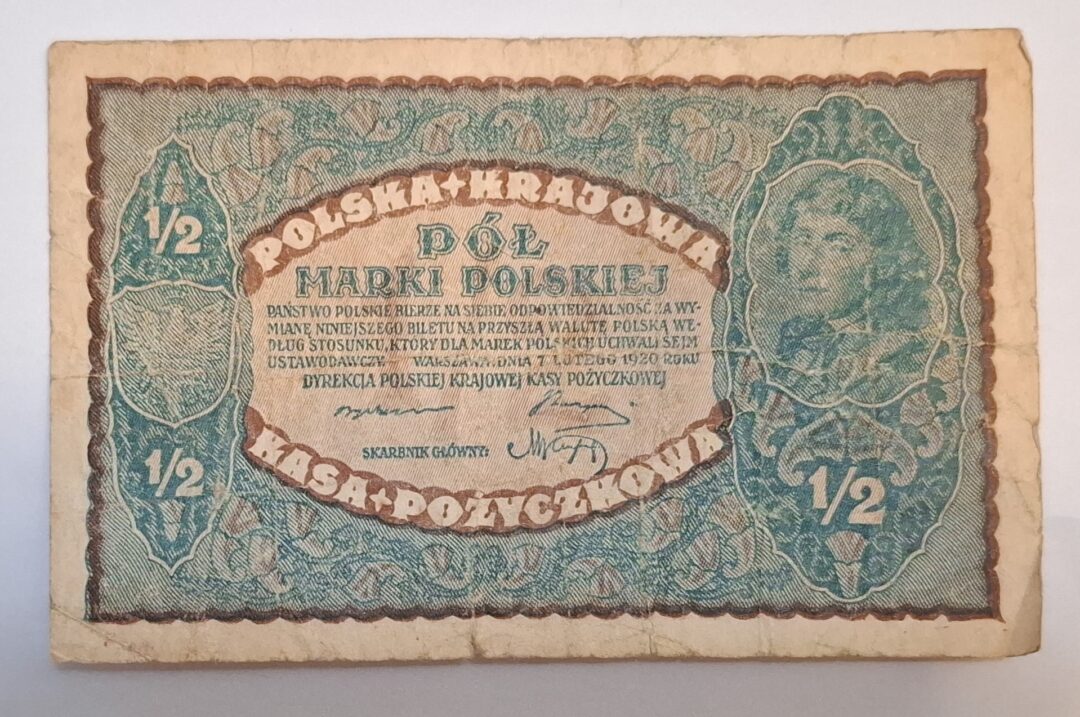 POLSKA + KRAJOWA
1/2
PÓŁ
MARKI POLSKIEJ
PAŃSTWO POLSKIE BIERZE NA SIEBIE ODPOWIEDZIALNOŚĆ ZA WY-
MIANĘ NINIEJSZEGO BILETU NA PRZYSZŁĄ WALUTĘ POLSKĄ WE-
DŁUG STOSUNKU, KTÓRY DLA MAREK POLSKICH UCHWALI SEJM
USTAWODAWCZY WARSZAWA, DNIA 7 LUTEGO 1920 ROKU
DYREKCJA POLSKIEJ KRAJOWEJ KASY POŻYCZKOWEJ
SKARBNIK GŁÓWNY:
1/2
1/2
KASA + POŻYCZKOWA